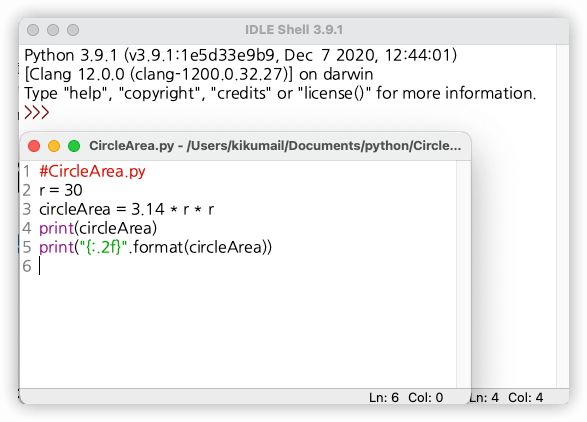 IDLE Shell 3.9.1
Python 3.9.1 (v3.9.1:1e5d33e9b9, Dec  7 2020, 12:44:01)
[Clang 12.0.0 (clang-1200.0.32.27)] on darwin
Type "help", "copyright", "credits" or "license()" for more information.
>>>
CircleArea.py - /Users/kikumail/Documents/python/Circle...
1 #CircleArea.py
2 r = 30
3 circleArea = 3.14 * r * r
4 print(circleArea)
5 print("{:.2f}".format(circleArea))
6
Ln: 6  Col: 0
Ln: 4  Col: 4